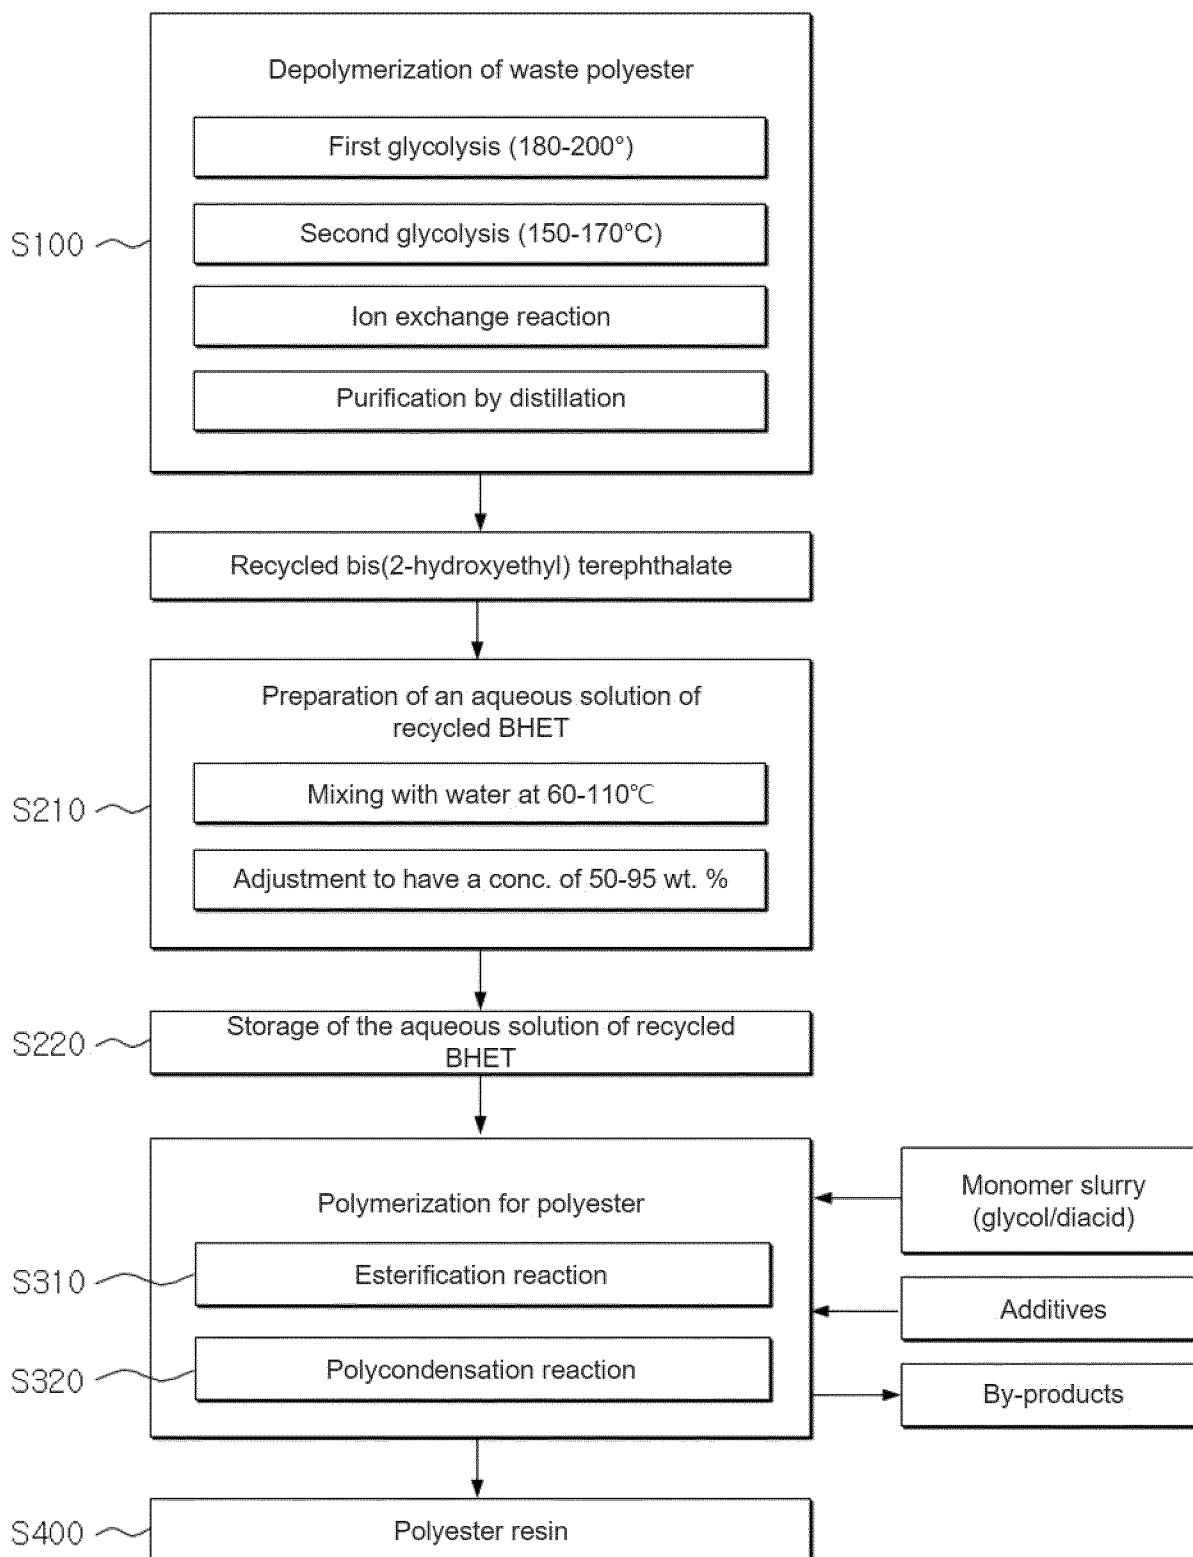 Depolymerization of waste polyester
First glycolysis (180-200°)
S100
Second glycolysis (150-170°C)
Ion exchange reaction
Purification by distillation
Recycled bis(2-hydroxyethyl) terephthalate
Preparation of an aqueous solution of
recycled BHET
S210
Mixing with water at 60-110℃
Adjustment to have a conc. of 50-95 wt. %
S220
Storage of the aqueous solution of recycled
BHET
Polymerization for polyester
Monomer slurry
(glycol/diacid)
S310
Esterification reaction
Additives
S320
Polycondensation reaction
By-products
S400
Polyester resin